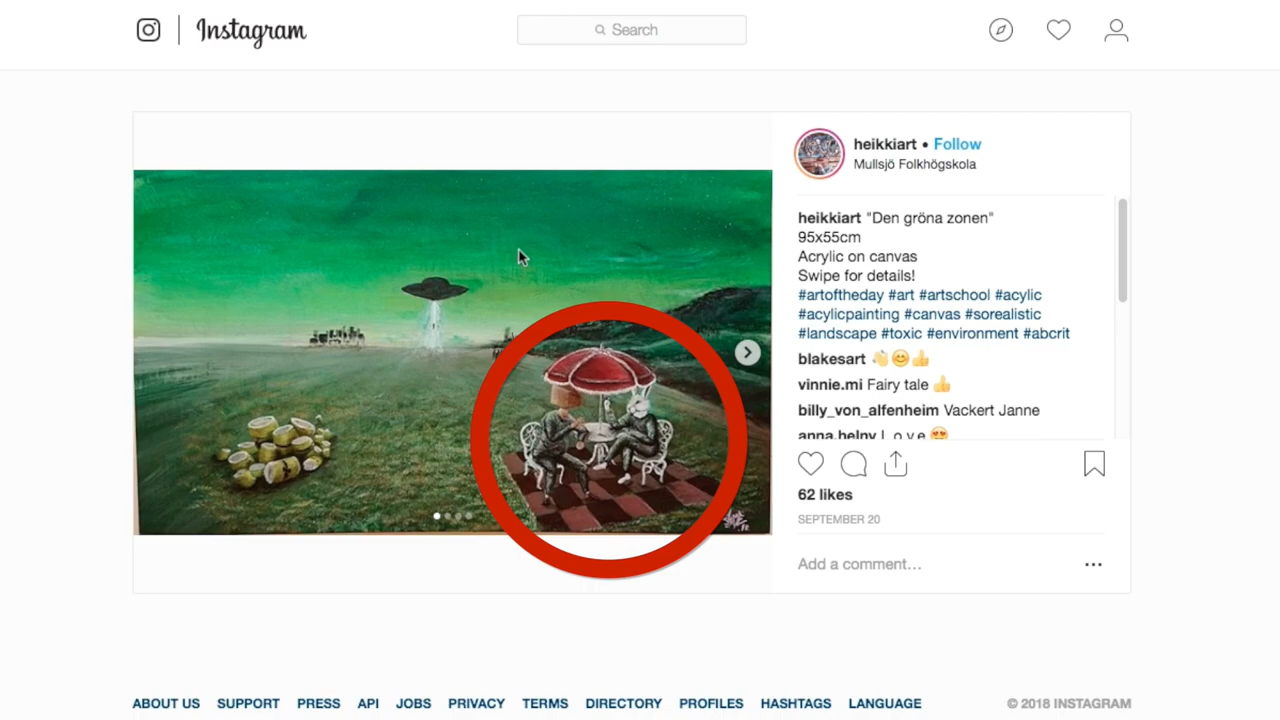 Instagram
Search
heikkiart • Follow
Mullsjö Folkhögskola
heikkiart "Den gröna zonen"
95x55cm
Acrylic on canvas
Swipe for details!
#artoftheday #art #artschool #acylic
#acylicpainting #canvas #sorealistic
#landscape #toxic #environment #abcrit
blakesart 👋😊👍
vinnie.mi Fairy tale 👍
billy_von_alfenheim Vackert Janne
anna.helny L o v e 😍
62 likes
SEPTEMBER 20
Add a comment…
ABOUT US SUPPORT PRESS API JOBS PRIVACY TERMS DIRECTORY PROFILES HASHTAGS LANGUAGE © 2018 INSTAGRAM